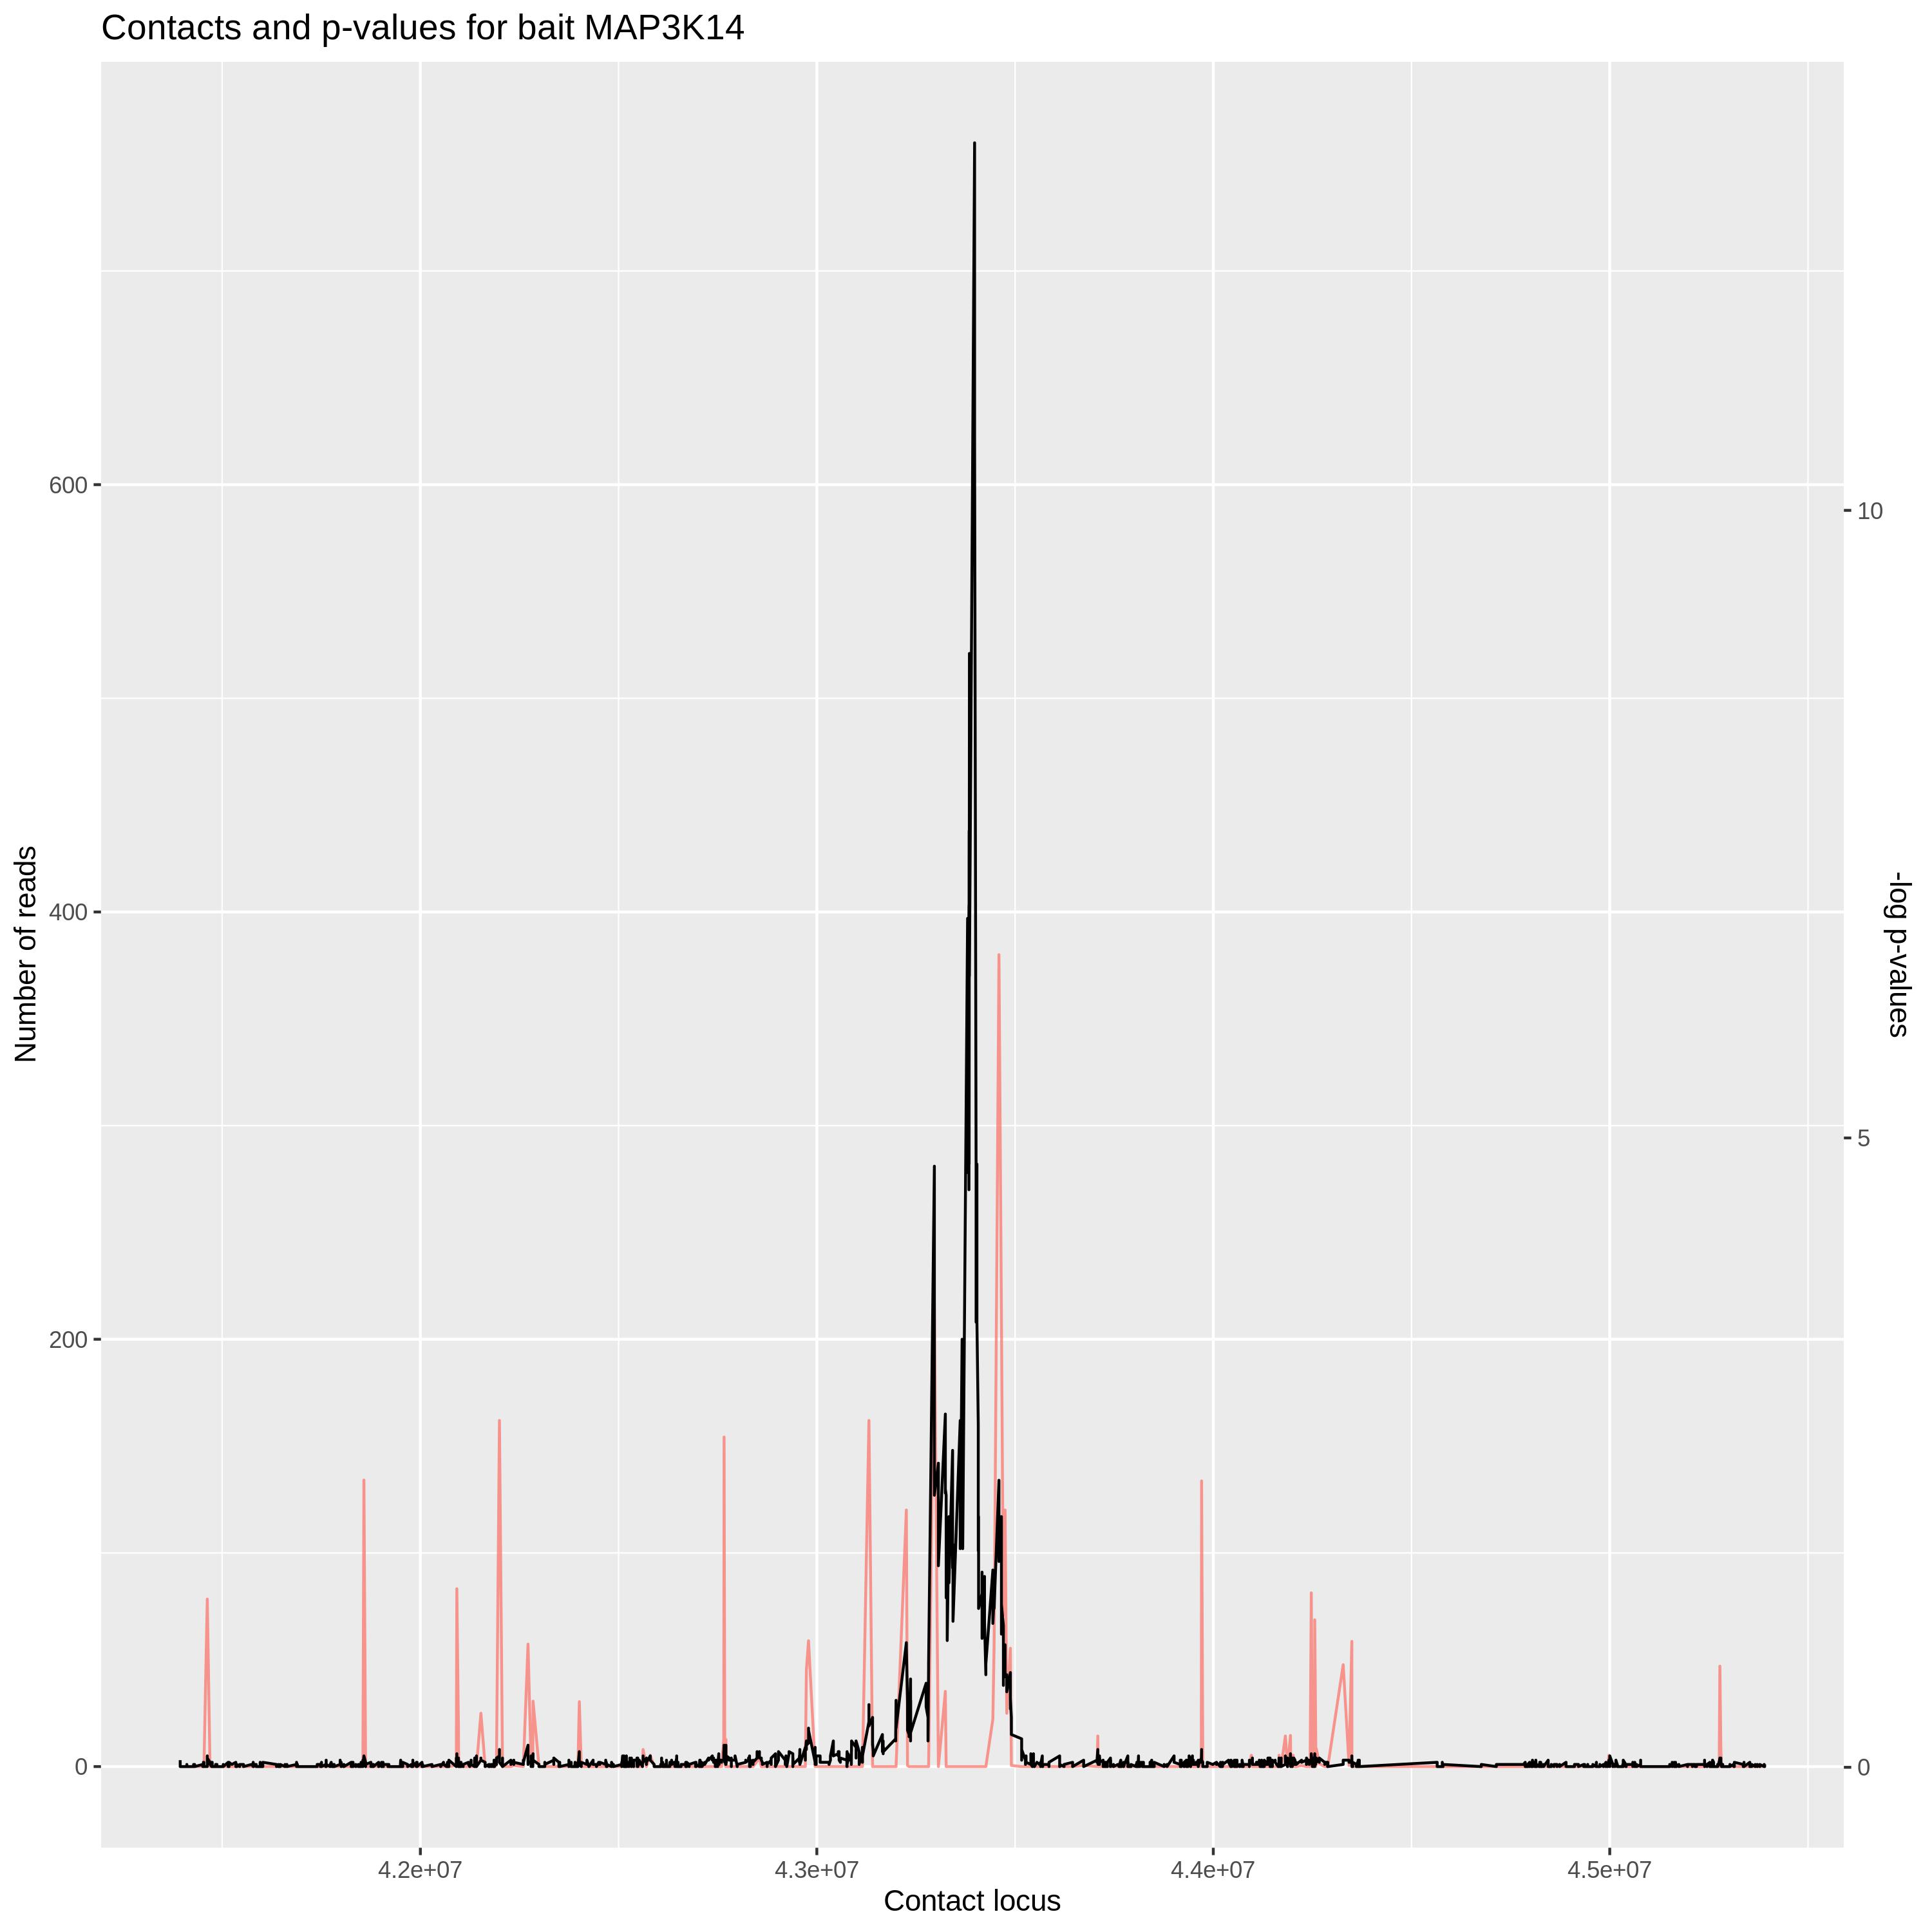 Contacts and p-values for bait MAP3K14
600
400
200
0
10
5
0
Number of reads
-log p-values
4.2e+07
4.3e+07
4.4e+07
4.5e+07
Contact locus